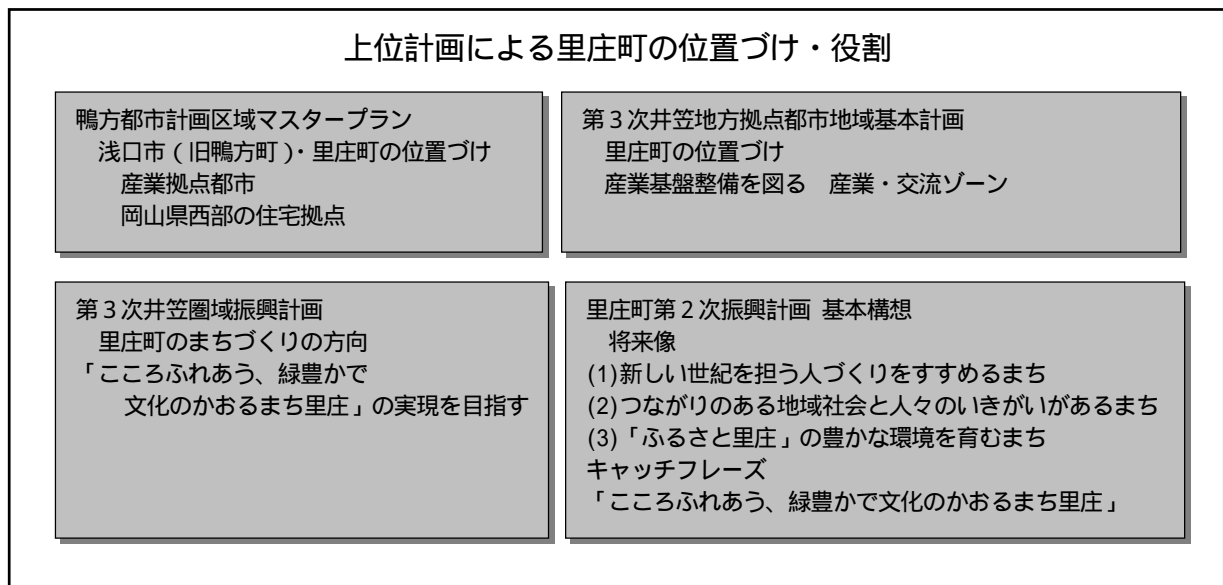 上位計画による里庄町の位置づけ・役割
鴨方都市計画区域マスタープラン
浅口市(旧鴨方町)・里庄町の位置づけ
産業拠点都市
岡山県西部の住宅拠点
第3次井笠地方拠点都市地域基本計画
里庄町の位置づけ
産業基盤整備を図る 産業・交流ゾーン
第3次井笠圏域振興計画
里庄町のまちづくりの方向
「こころふれあう、緑豊かで
文化のかおるまち里庄」の実現を目指す
里庄町第2次振興計画 基本構想
将来像
(1)新しい世紀を担う人づくりをすすめるまち
(2)つながりのある地域社会と人々のいきがいがあるまち
(3)「ふるさと里庄」の豊かな環境を育むまち
キャッチフレーズ
「こころふれあう、緑豊かで文化のかおるまち里庄」